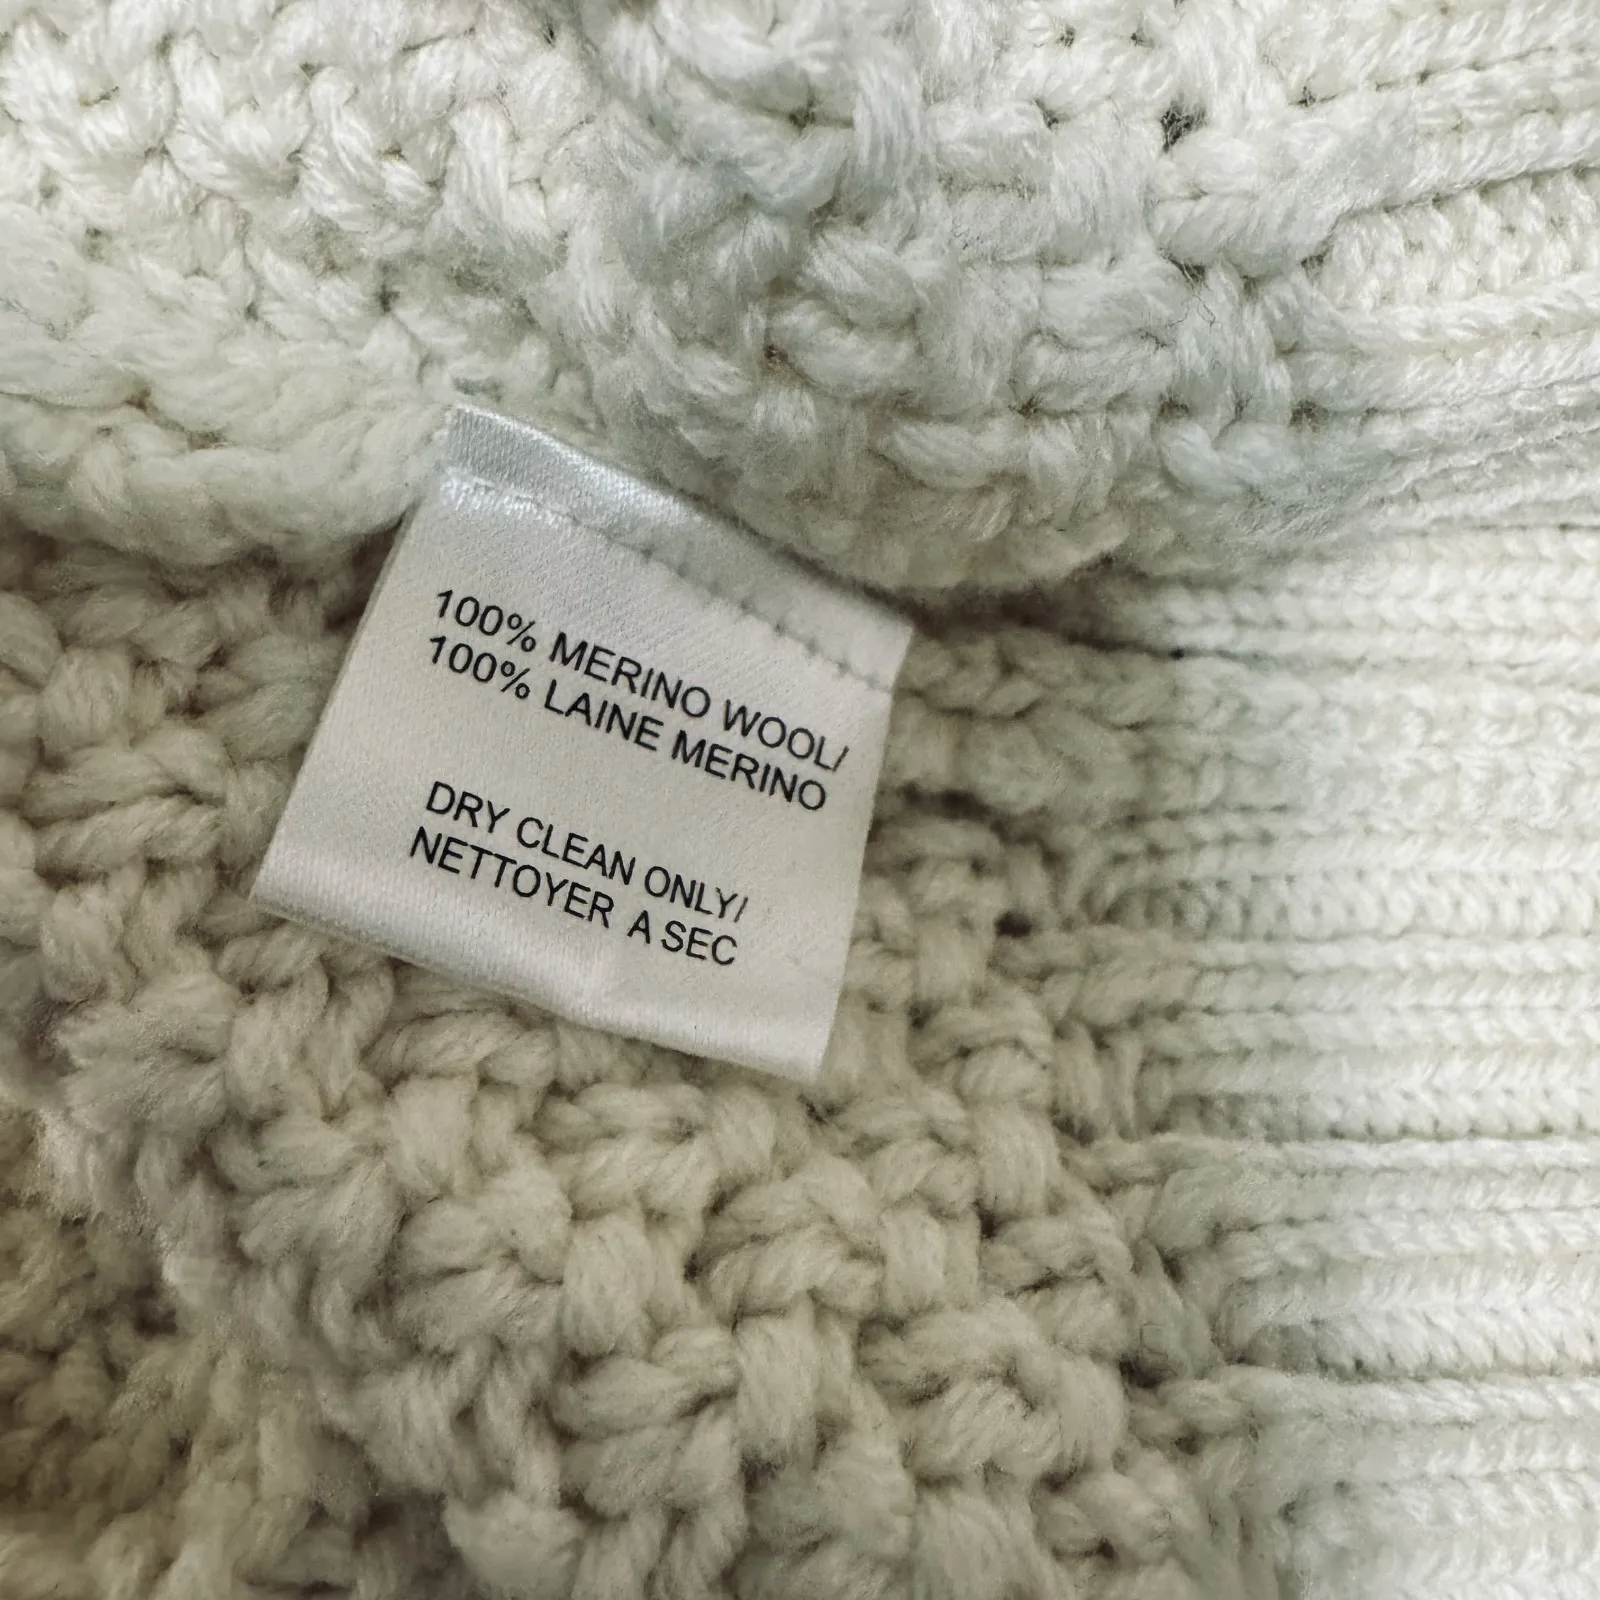 100% MERINO WOOL/
100% LAINE MERINO
DRY CLEAN ONLY/
NETTOYER A SEC